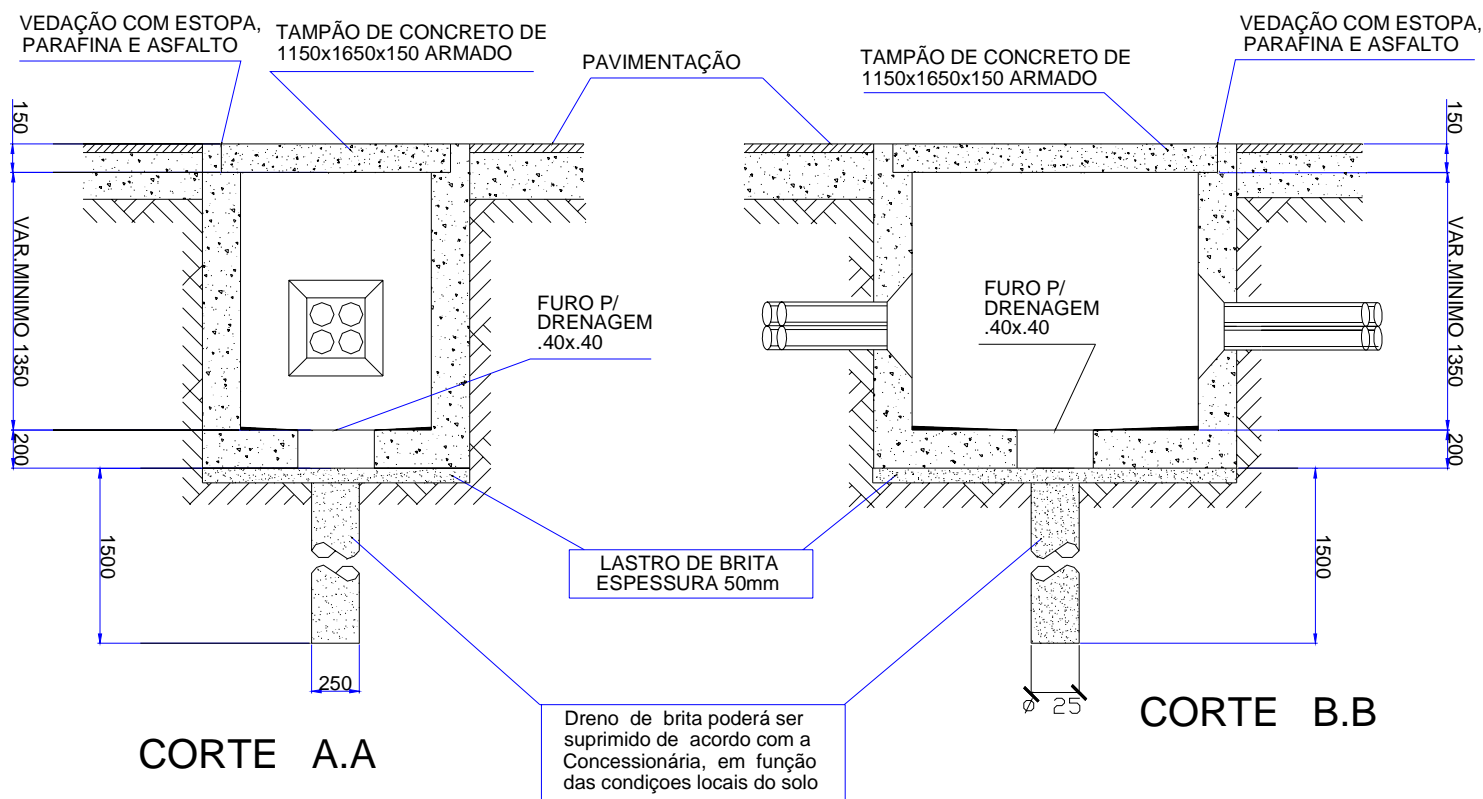 VEDAÇÃO COM ESTOPA,
PARAFINA E ASFALTO
TAMPÃO DE CONCRETO DE
1150x1650x150 ARMADO
PAVIMENTAÇÃO
TAMPÃO DE CONCRETO DE
1150x1650x150 ARMADO
VEDAÇÃO COM ESTOPA,
PARAFINA E ASFALTO
150
VAR.MINIMO 1350
200
1500
150
VAR.MINIMO 1350
200
1500
FURO P/
DRENAGEM
.40x.40
FURO P/
DRENAGEM
.40x.40
LASTRO DE BRITA
ESPESSURA 50mm
250
ø 25
CORTE A.A
CORTE B.B
Dreno de brita poderá ser
suprimido de acordo com a
Concessionária, em função
das condiçoes locais do solo